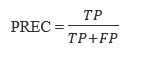 PREC = TP / TP+FP